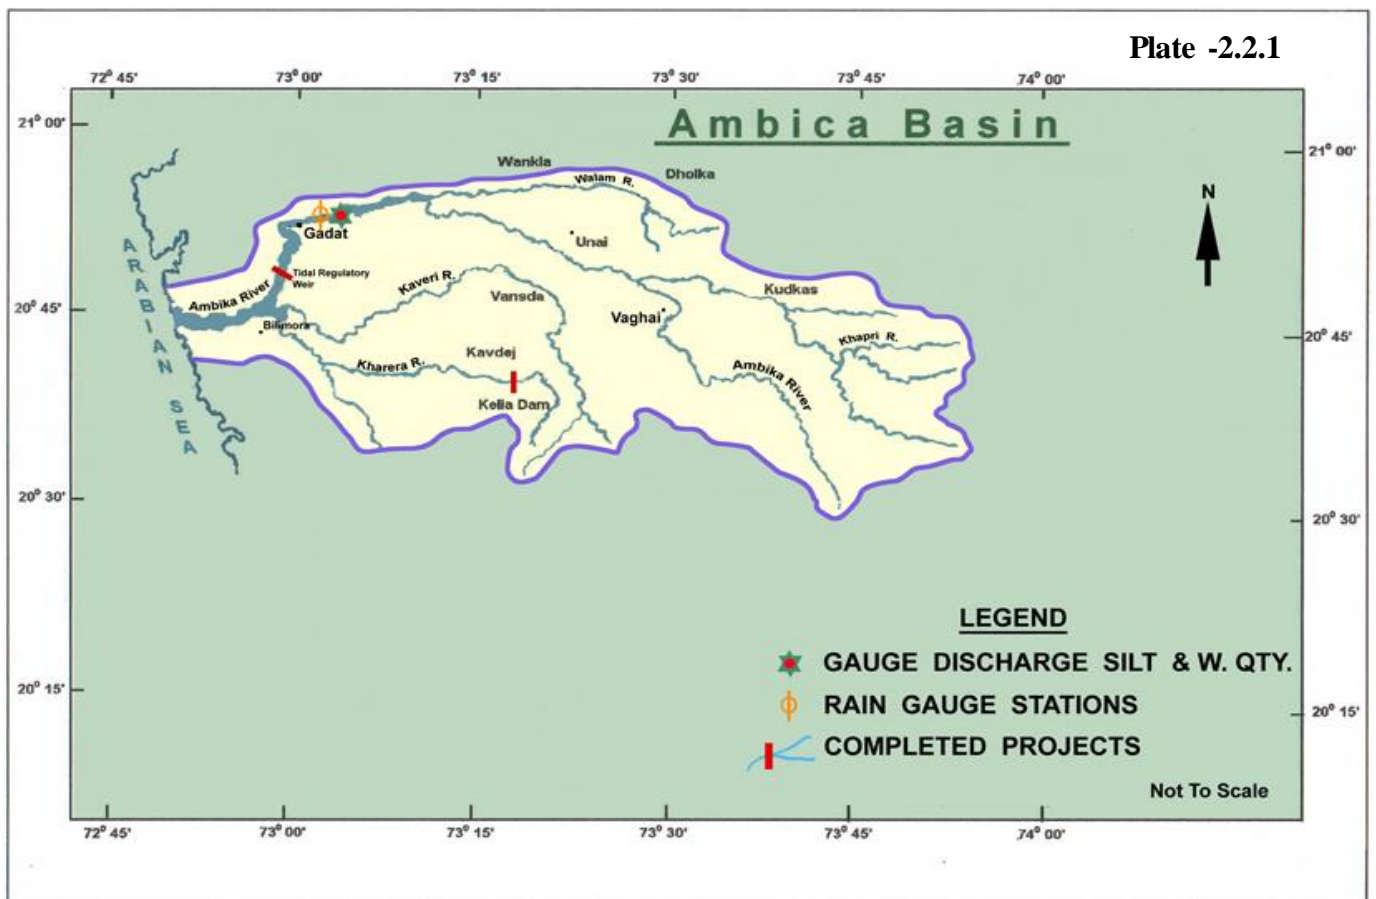 Plate -2.2.1
72° 45' 73° 00' 73° 15' 73° 30' 73° 45' 74° 00'
21° 00'
Ambica Basin
21° 00'
Wankla
Dholka
Walam R.
N
Gadat
Unai
ARABIAN SEA
Tidal Regulatory
Weir
Kaveri R.
Ambika River
Vansda
Kudkas
20° 45'
Vaghai
Bilimora
20° 45'
Khapri R.
Kavdej
Kharera R.
Ambika River
Kelia Dam
20° 30'
20° 30'
LEGEND
GAUGE DISCHARGE SILT & W. QTY.
20° 15'
RAIN GAUGE STATIONS
20° 15'
COMPLETED PROJECTS
Not To Scale
72° 45' 73° 00' 73° 15' 73° 30' 73° 45' 74° 00'